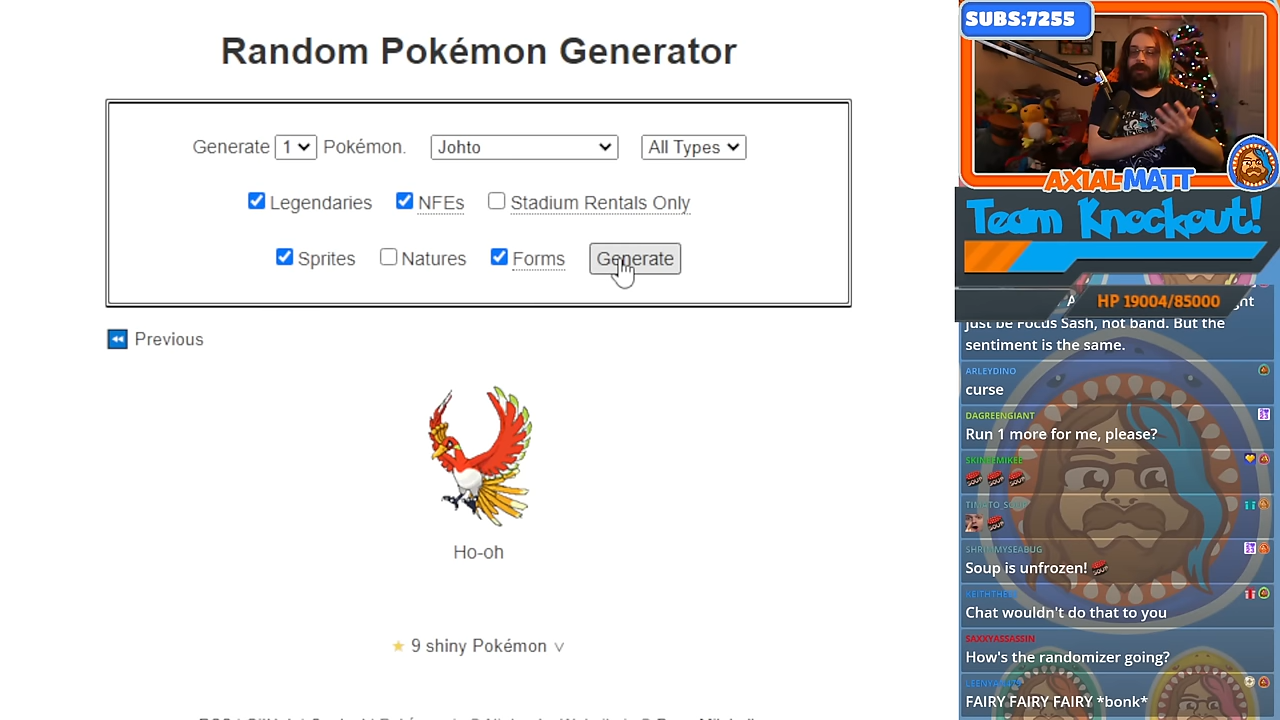 Random Pokémon Generator
Generate 1 Pokémon. Johto All Types
Legendaries NFEs Stadium Rentals Only
Sprites Natures Forms Generate
Previous
Ho-oh
9 shiny Pokémon
SUBS:7255
AXIAL-MATT
Team Knockout!
HP 19004/85000
just be Focus Sash, not band. But the
sentiment is the same.
ARLEYDINO
curse
DAGREENGIANT
Run 1 more for me, please?
SHRIMMYSEABUG
Soup is unfrozen!
Chat wouldn't do that to you
SAXXYASSASSIN
How's the randomizer going?
FAIRY FAIRY FAIRY *bonk*